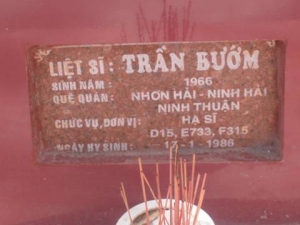 LIỆT SĨ : TRẦN BƯỚM
SINH NĂM : 1966
QUÊ QUÁN : NHƠN HẢI - NINH HẢI
NINH THUẬN
CHỨC VỤ, ĐƠN VỊ : HẠ SĨ
D15, E733, F315
NGÀY HY SINH : 17-1-1986